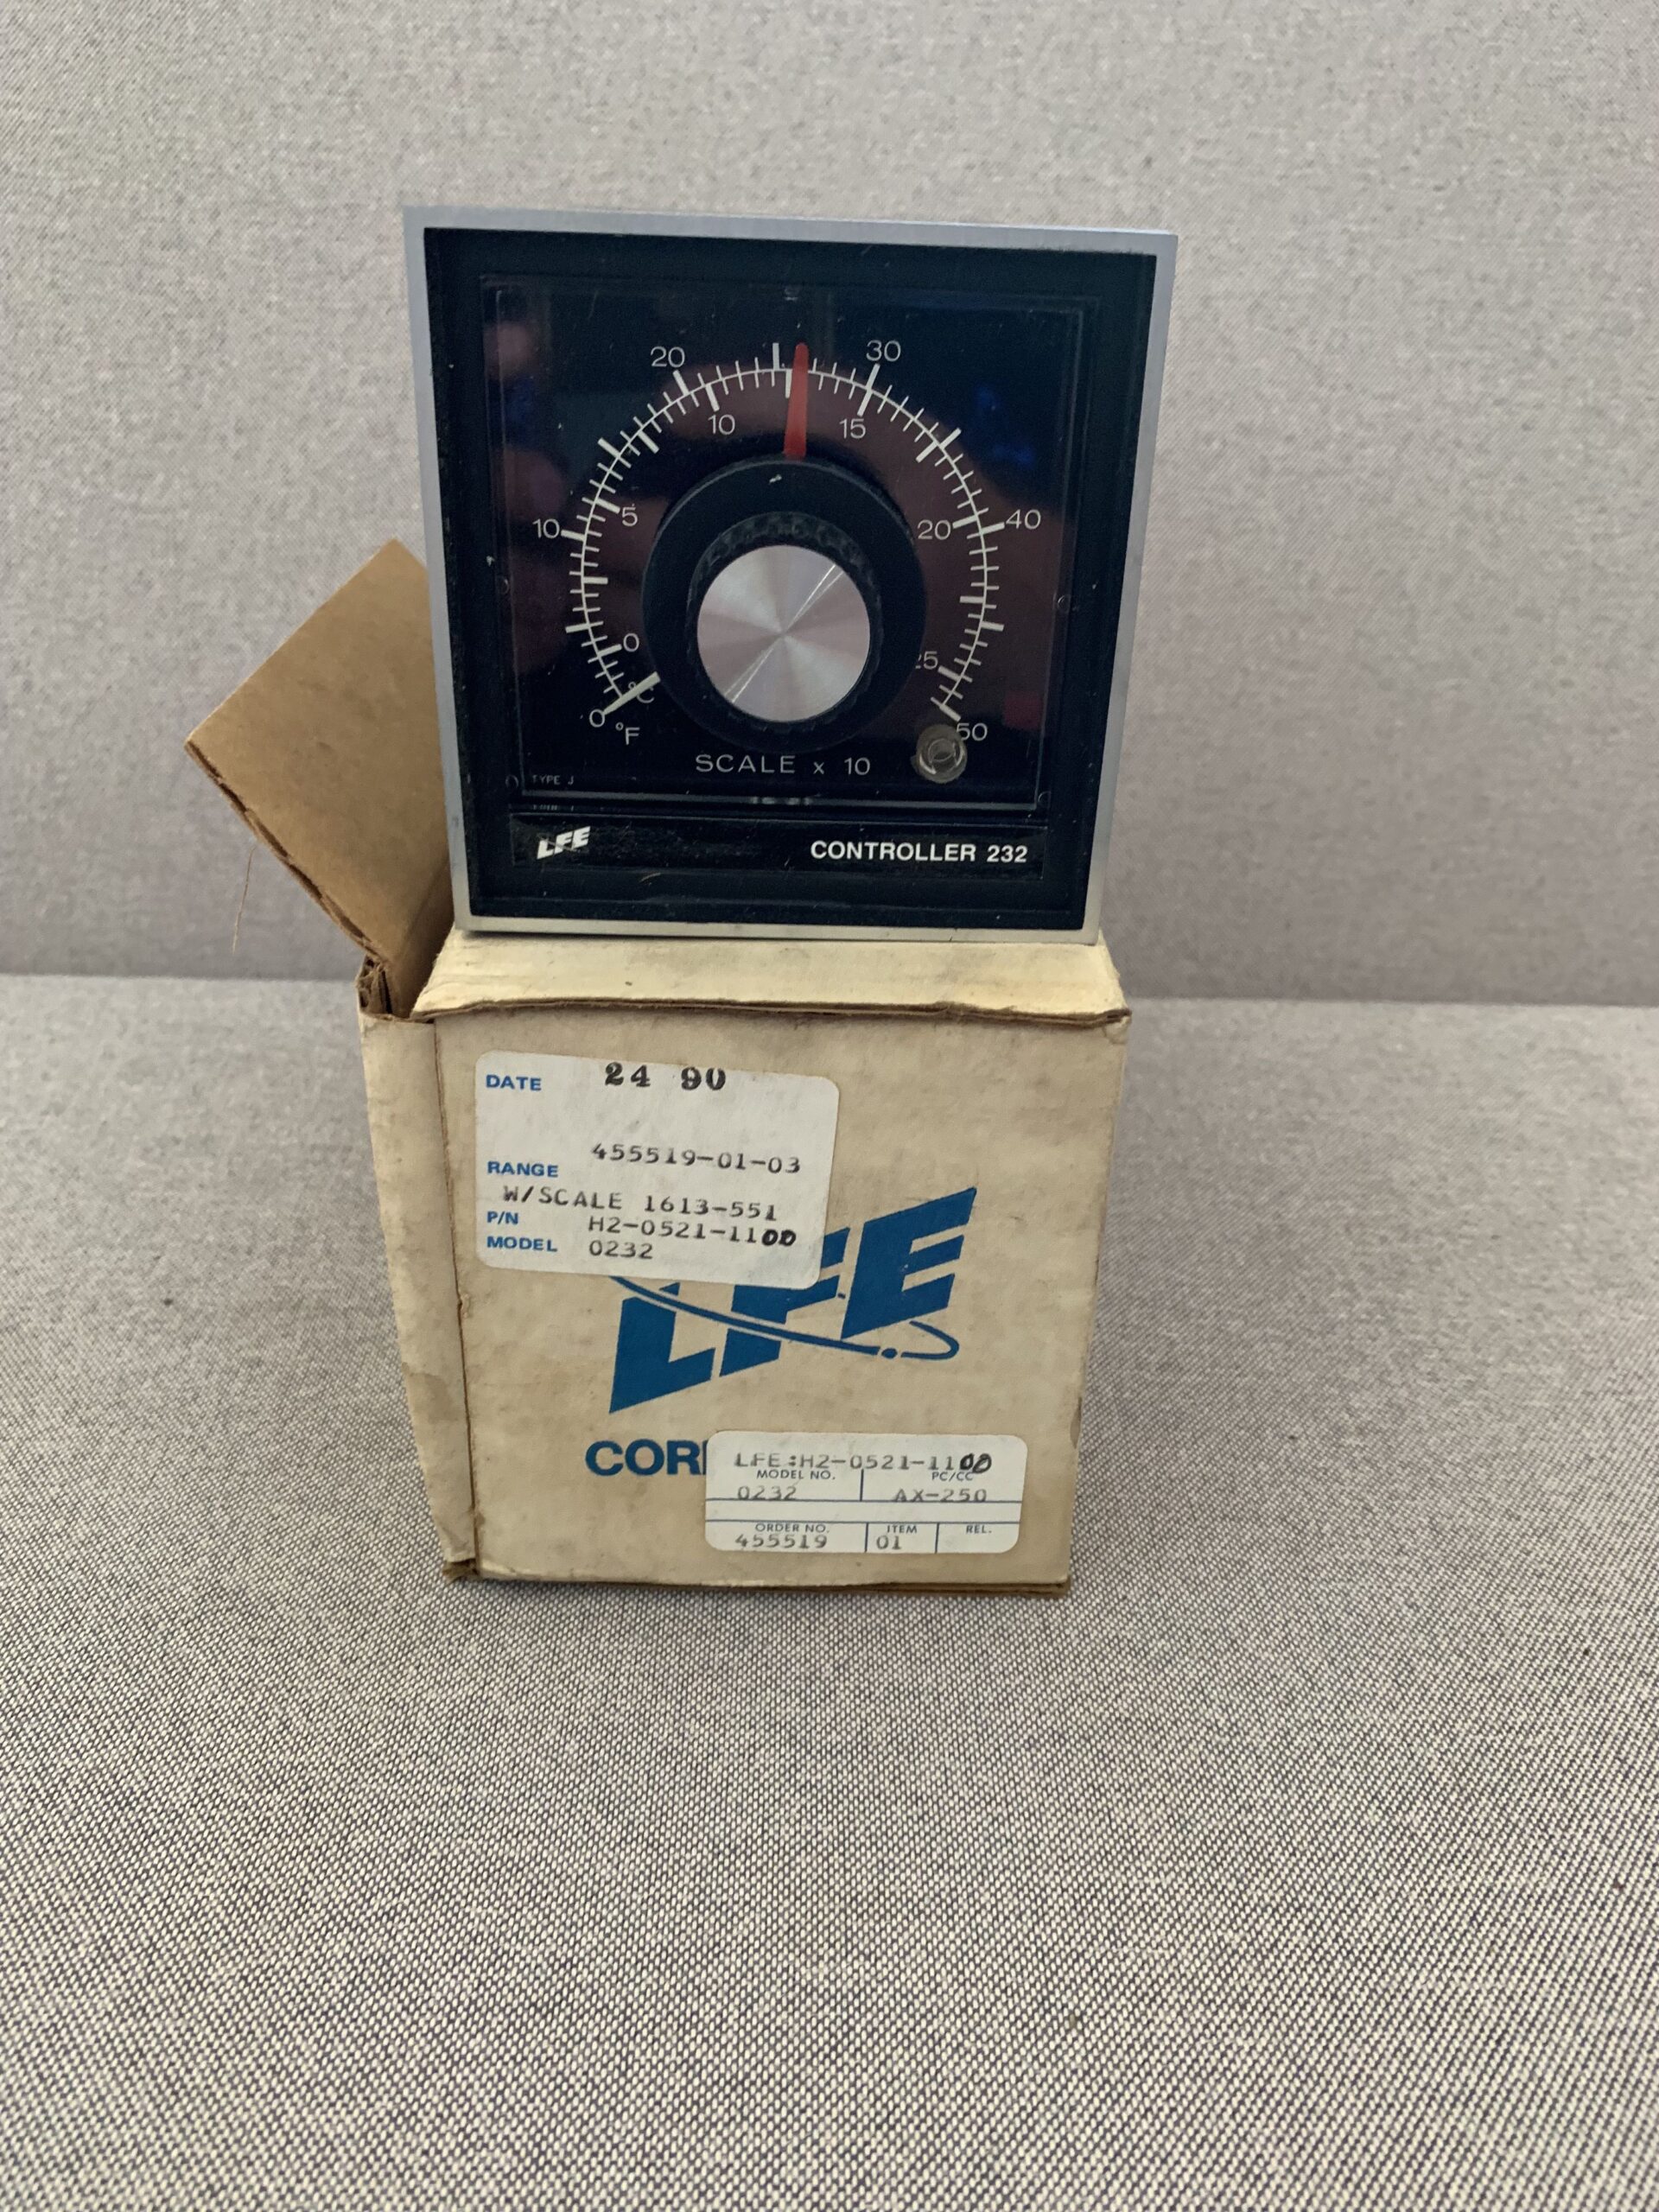 20 30
10 15
10 5 20 40
0 25
°C
0 °F 50
SCALE x 10
TYPE J
LFE CONTROLLER 232
DATE 24 90
455519-01-03
RANGE
W/SCALE 1613-551
P/N H2-0521-1100
MODEL 0232
LFE
COR
LFE:H2-0521-1100
MODEL NO. PC/CC
0232 AX-250
ORDER NO. ITEM REL.
455519 01